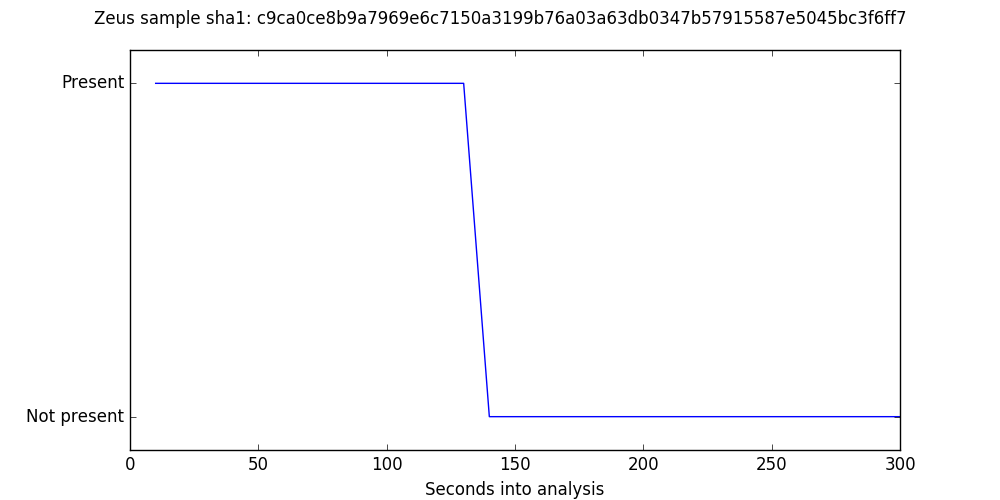 Zeus sample sha1: c9ca0ce8b9a7969e6c7150a3199b76a03a63db0347b57915587e5045bc3f6ff7
Present
Not present
0 50 100 150 200 250 300
Seconds into analysis